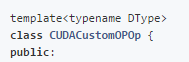 template<typename DType>
class CUDACustomOPOp {
public: